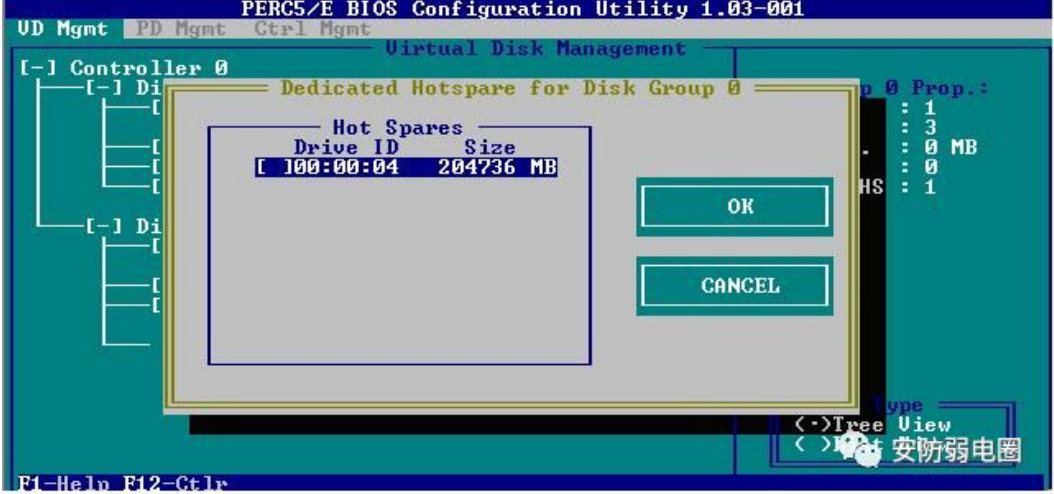 PERC5/E BIOS Configuration Utility 1.03-001
VD Mgmt PD Mgmt Ctrl Mgmt
Virtual Disk Management
[-] Controller 0
[-] Di
Dedicated Hotspare for Disk Group 0
p 0 Prop.:
: 1
Hot Spares
: 3
Drive ID Size
. : 0 MB
[ ]00:00:04 204736 MB
: 0
HS : 1
OK
[-] Di
CANCEL
ype
(·)Tree View
( )
安防弱电圈
F1-Help F12-Ctlr